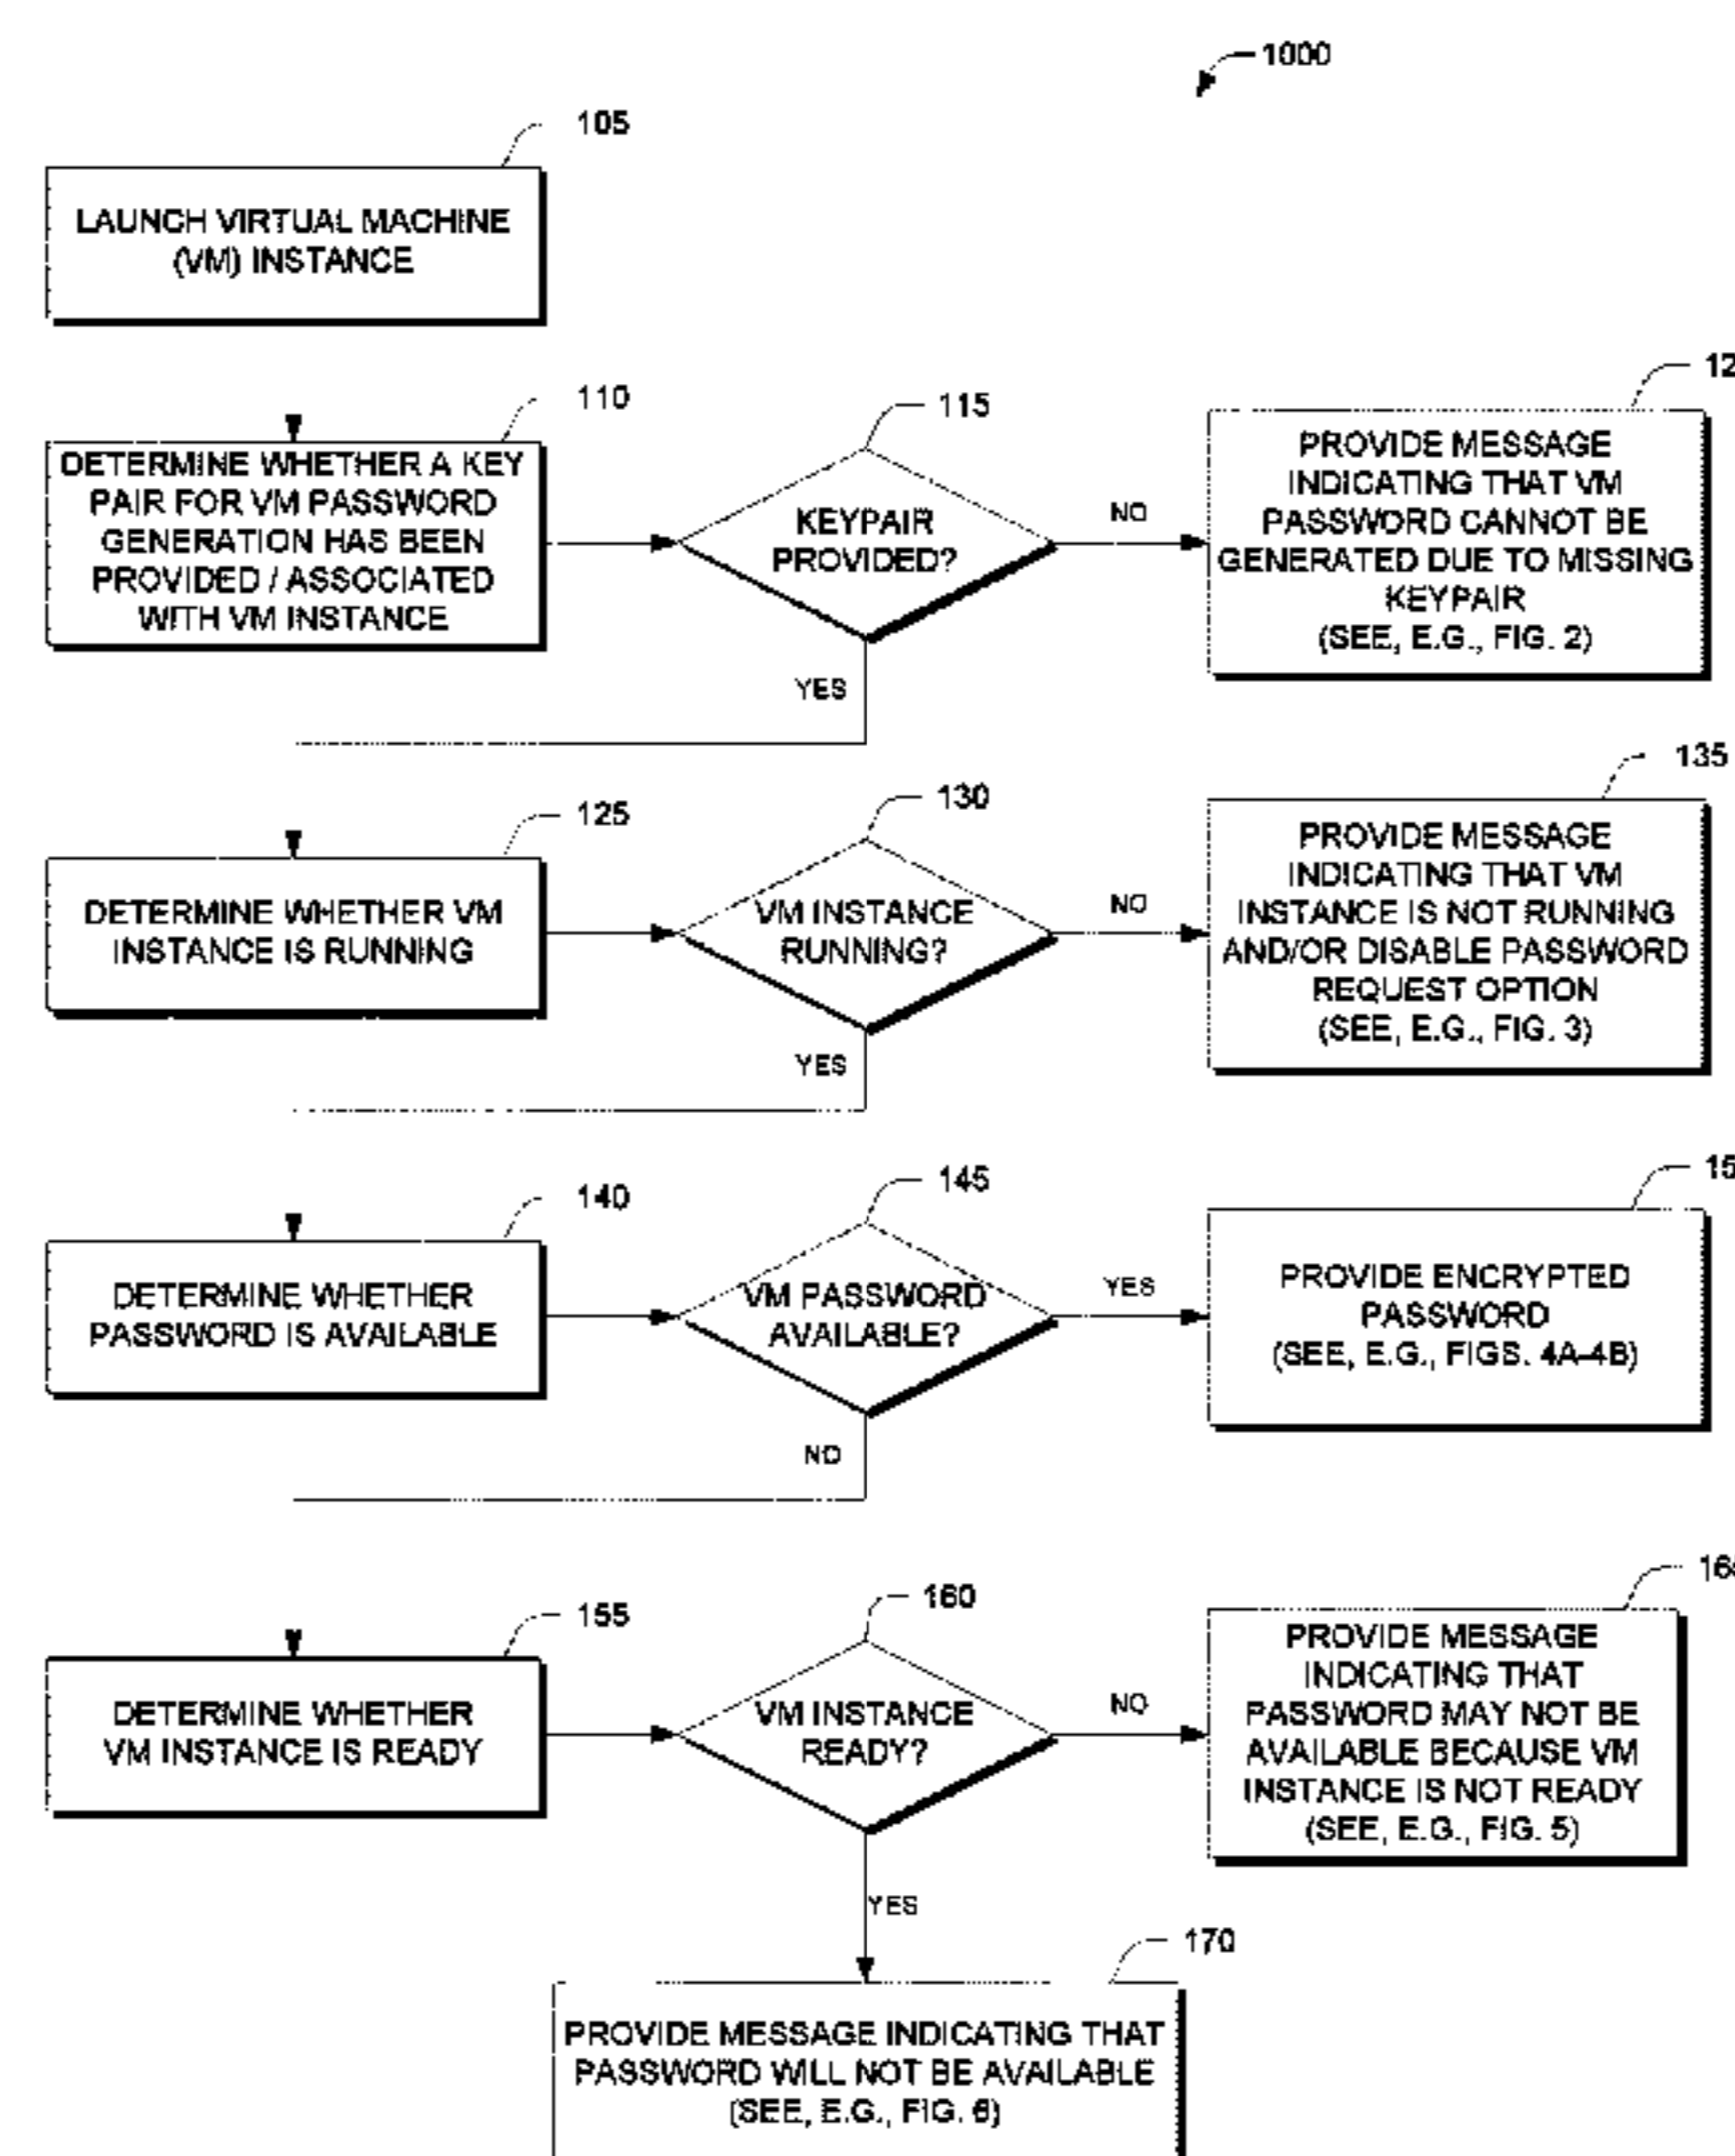 1000
105
LAUNCH VIRTUAL MACHINE
(VM) INSTANCE
110
DETERMINE WHETHER A KEY
PAIR FOR VM PASSWORD
GENERATION HAS BEEN
PROVIDED / ASSOCIATED
WITH VM INSTANCE
115
KEYPAIR
PROVIDED?
NO
YES
PROVIDE MESSAGE
INDICATING THAT VM
PASSWORD CANNOT BE
GENERATED DUE TO MISSING
KEYPAIR
(SEE, E.G., FIG. 2)
125
DETERMINE WHETHER VM
INSTANCE IS RUNNING
130
VM INSTANCE
RUNNING?
NO
YES
135
PROVIDE MESSAGE
INDICATING THAT VM
INSTANCE IS NOT RUNNING
AND/OR DISABLE PASSWORD
REQUEST OPTION
(SEE, E.G., FIG. 3)
140
DETERMINE WHETHER
PASSWORD IS AVAILABLE
145
VM PASSWORD
AVAILABLE?
YES
NO
PROVIDE ENCRYPTED
PASSWORD
(SEE, E.G., FIGS. 4A-4B)
155
DETERMINE WHETHER
VM INSTANCE IS READY
160
VM INSTANCE
READY?
NO
YES
PROVIDE MESSAGE
INDICATING THAT
PASSWORD MAY NOT BE
AVAILABLE BECAUSE VM
INSTANCE IS NOT READY
(SEE, E.G., FIG. 5)
170
PROVIDE MESSAGE INDICATING THAT
PASSWORD WILL NOT BE AVAILABLE
(SEE, E.G., FIG. 6)